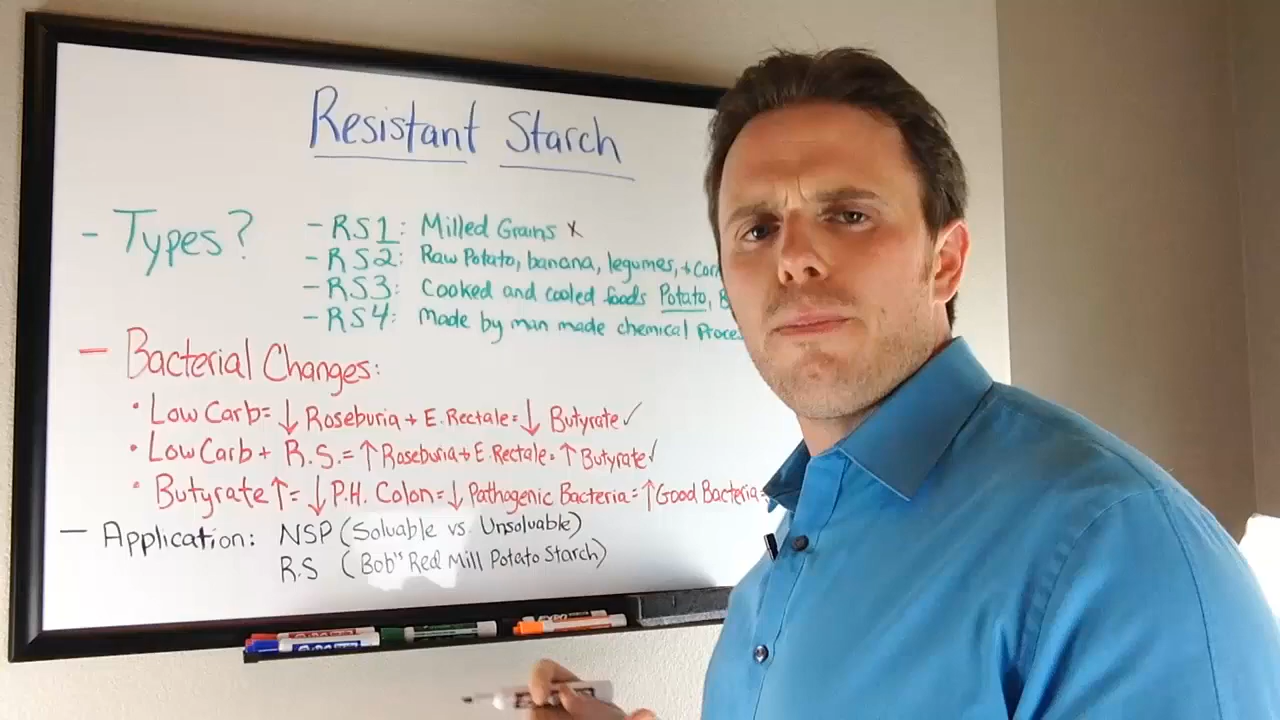 Resistant Starch
- Types?
- RS1: Milled Grains x
- RS2: Raw Potato, banana, legumes, + Corn
- RS3: Cooked and cooled foods Potato, B
- RS4: Made by man made chemical Proces
- Bacterial Changes:
• Low Carb= ↓ Roseburia + E. Rectale= ↓ Butyrate ✓
• Low Carb + R.S.= ↑ Roseburia + E. Rectale= ↑ Butyrate ✓
• Butyrate ↑= ↓ P.H. Colon= ↓ Pathogenic Bacteria= ↑ Good Bacteria=
- Application: NSP (Soluable vs. Unsoluable)
R.S (Bob's Red Mill Potato Starch)